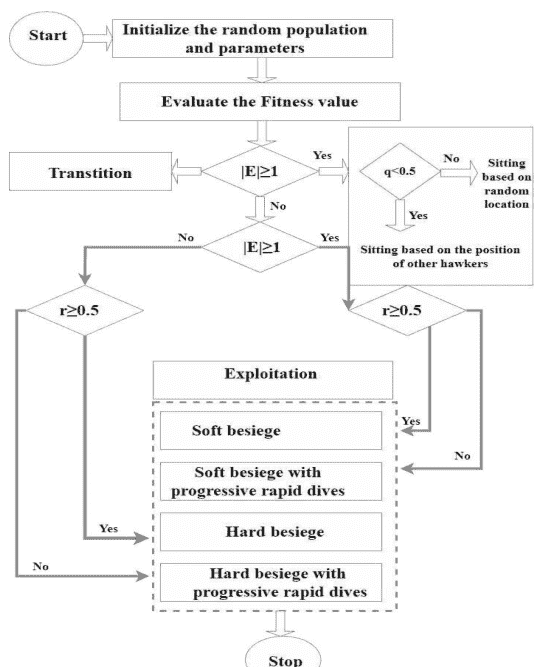 Start
Initialize the random population
and parameters
Evaluate the Fitness value
|E|≥1
Yes
Transtition
No
q<0.5
No
Sitting
based on
random
location
Yes
Sitting based on the position
of other hawkers
|E|≥1
No
Yes
r≥0.5
r≥0.5
Exploitation
Soft besiege
Yes
Soft besiege with
progressive rapid dives
No
Hard besiege
Yes
Hard besiege with
progressive rapid dives
No
Stop